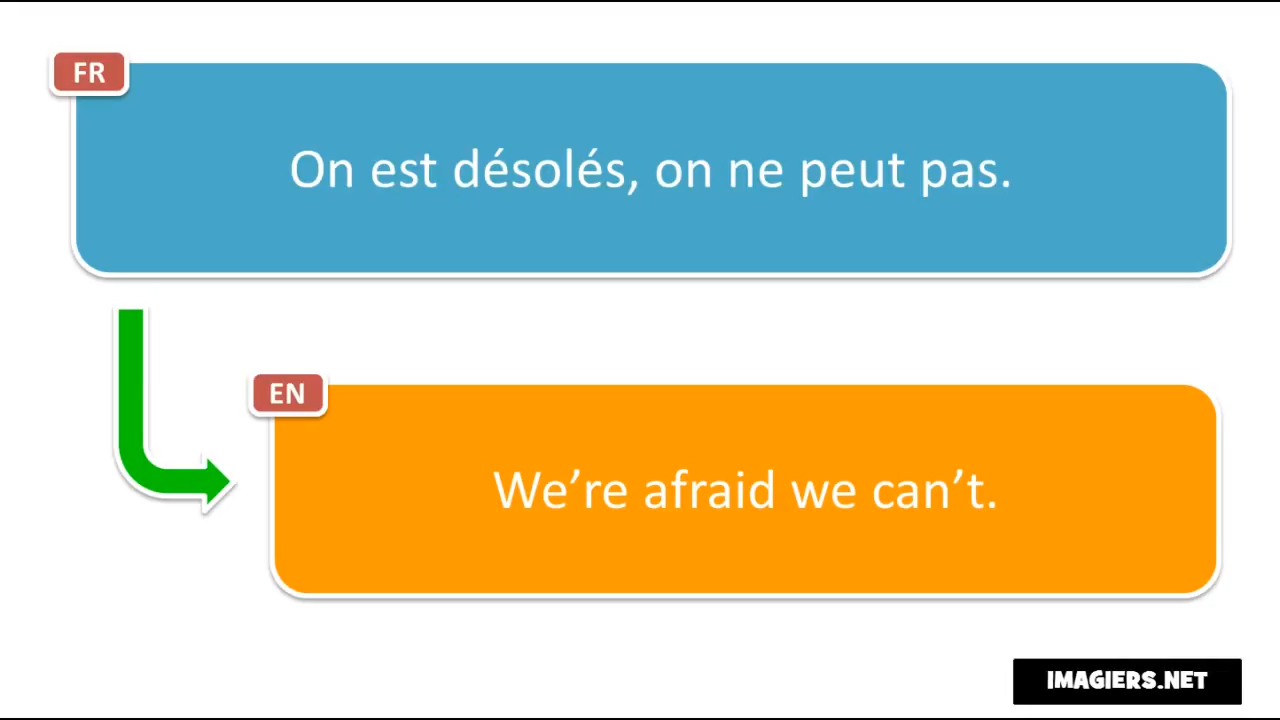 FR
On est désolés, on ne peut pas.
EN
We’re afraid we can’t.
IMAGIERS.NET